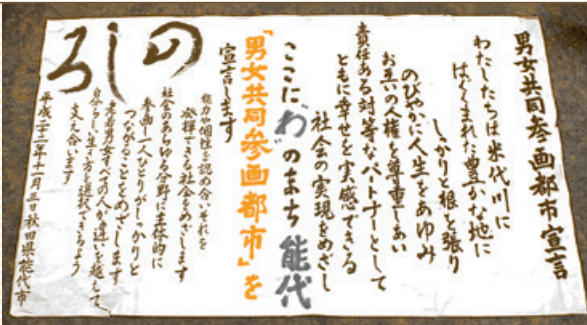 男女共同参画都市宣言
わたしたちは米代川に
はぐくまれた豊かな地に
しっかりと根を張り
のびやかに人生をあゆみ
お互いの人権を尊重しあい
責任ある対等なパートナーとして
ともに幸せを実感できる
社会の実現をめざし
ここに“わ”のまち能代
「男女共同参画都市」を
宣言します
のしろ
能力や個性を認め合いそれを
発揮できる社会をめざします
社会のあらゆる分野に主体的に
参画し一人ひとりがしっかりと
つながることをめざします
老若男女すべての人が違いを越えて
自分らしい生き方を選択できるよう
支え合います
平成二十二年十一月三日 秋田県能代市